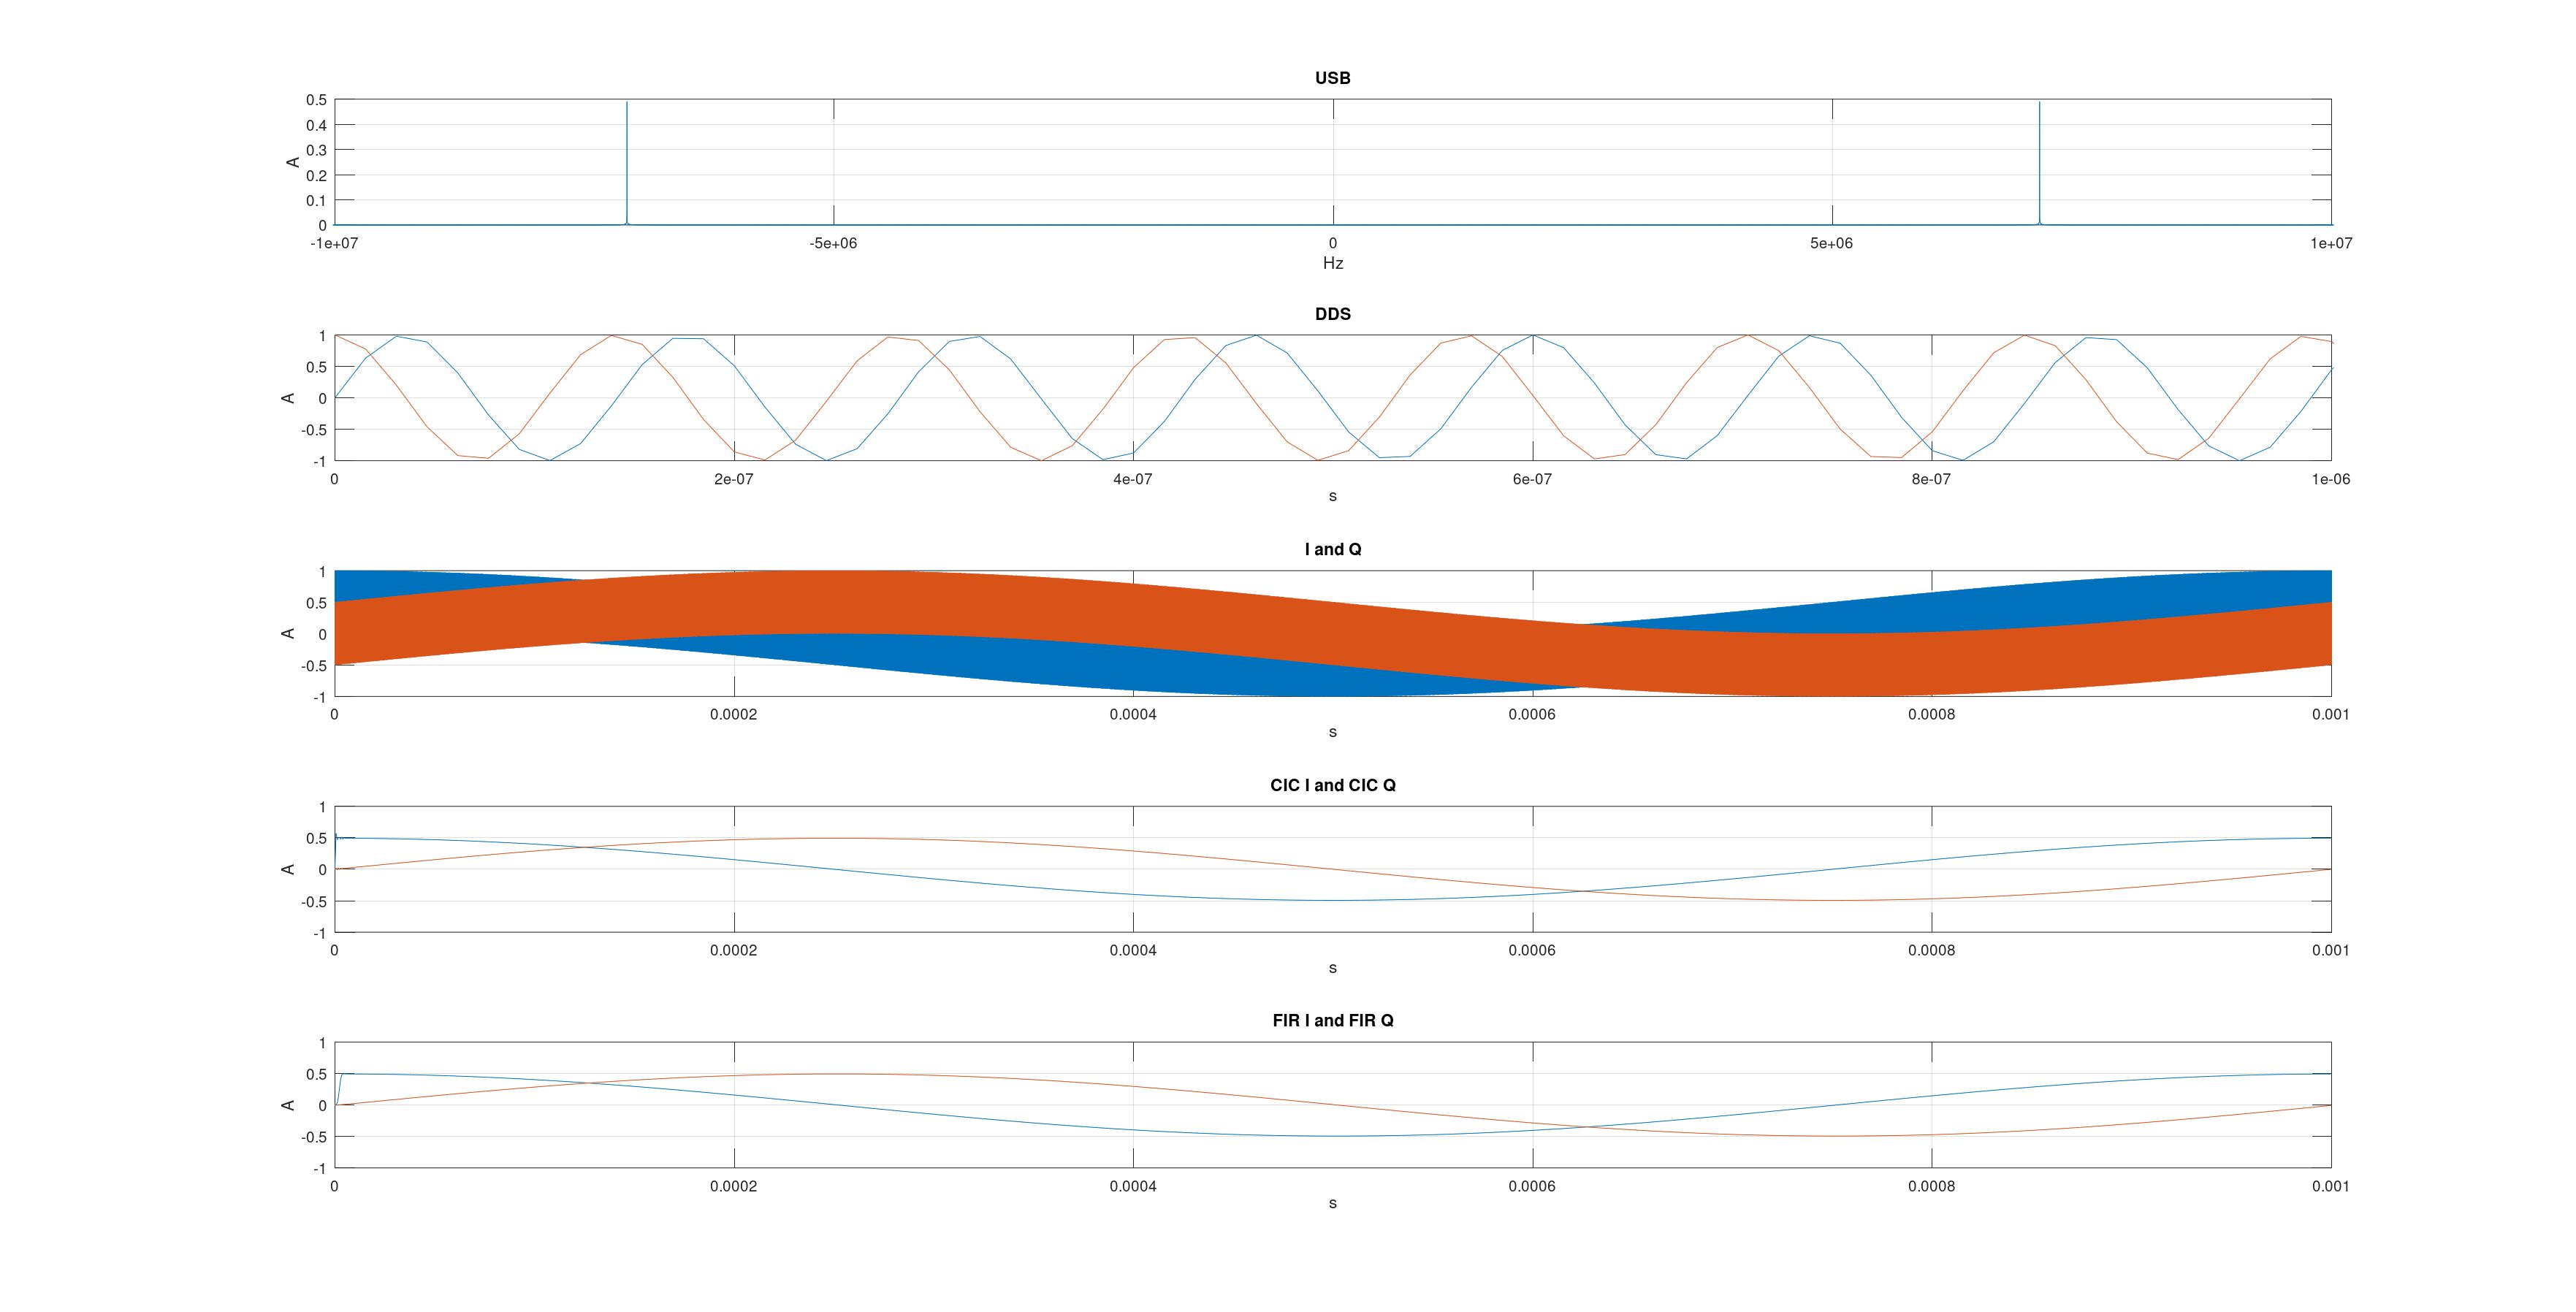 USB
0.5
0.4
0.3
0.2
0.1
0
A
-1e+07 -5e+06 0 5e+06 1e+07
Hz
DDS
1
0.5
0
-0.5
-1
A
0 2e-07 4e-07 6e-07 8e-07 1e-06
s
I and Q
1
0.5
0
-0.5
-1
A
0 0.0002 0.0004 0.0006 0.0008 0.001
s
CIC I and CIC Q
1
0.5
0
-0.5
-1
A
0 0.0002 0.0004 0.0006 0.0008 0.001
s
FIR I and FIR Q
1
0.5
0
-0.5
-1
A
0 0.0002 0.0004 0.0006 0.0008 0.001
s